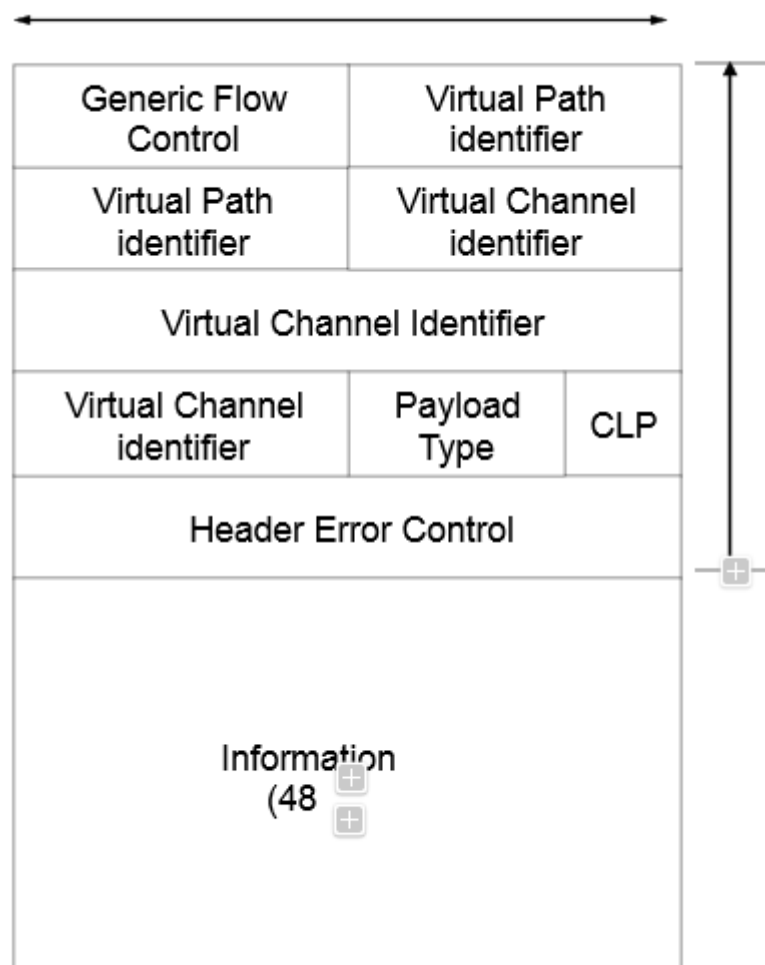 Generic Flow
Control
Virtual Path
identifier
Virtual Path
identifier
Virtual Channel
identifier
Virtual Channel Identifier
Virtual Channel
identifier
Payload
Type
CLP
Header Error Control
Information
(48